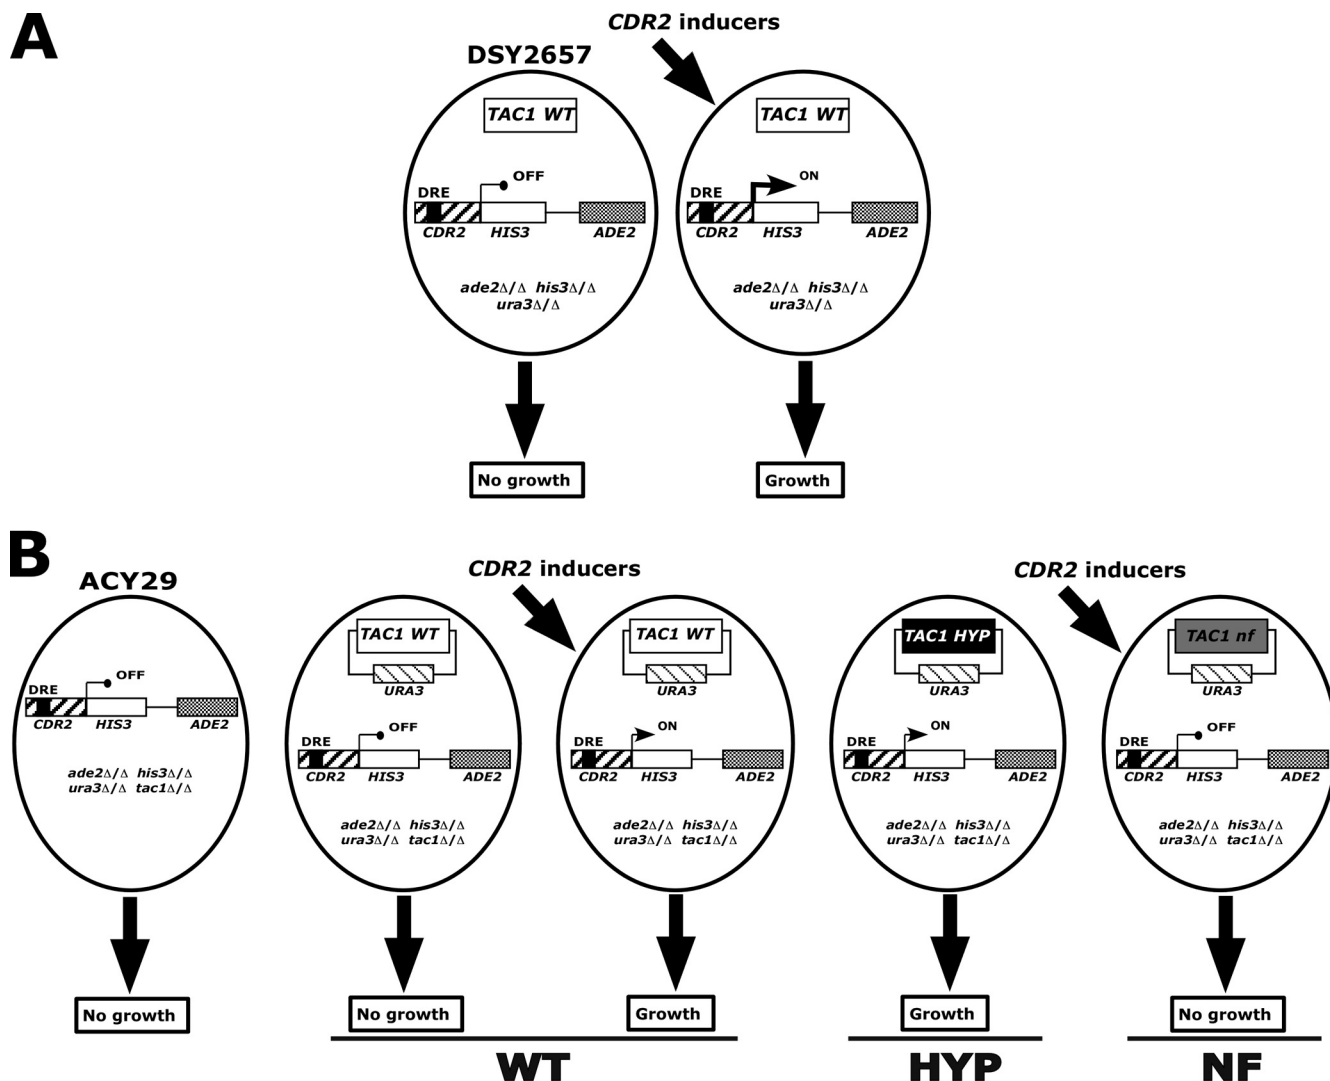 A
CDR2 inducers
DSY2657
TAC1 WT
OFF
DRE
CDR2 HIS3 ADE2
ade2Δ/Δ his3Δ/Δ
ura3Δ/Δ
No growth
TAC1 WT
ON
DRE
CDR2 HIS3 ADE2
ade2Δ/Δ his3Δ/Δ
ura3Δ/Δ
Growth
B
ACY29
OFF
DRE
CDR2 HIS3 ADE2
ade2Δ/Δ his3Δ/Δ
ura3Δ/Δ tac1Δ/Δ
No growth
TAC1 WT
URA3
OFF
DRE
CDR2 HIS3 ADE2
ade2Δ/Δ his3Δ/Δ
ura3Δ/Δ tac1Δ/Δ
No growth
CDR2 inducers
TAC1 WT
URA3
ON
DRE
CDR2 HIS3 ADE2
ade2Δ/Δ his3Δ/Δ
ura3Δ/Δ tac1Δ/Δ
Growth
WT
TAC1 HYP
URA3
ON
DRE
CDR2 HIS3 ADE2
ade2Δ/Δ his3Δ/Δ
ura3Δ/Δ tac1Δ/Δ
Growth
HYP
CDR2 inducers
TAC1 nf
URA3
OFF
DRE
CDR2 HIS3 ADE2
ade2Δ/Δ his3Δ/Δ
ura3Δ/Δ tac1Δ/Δ
No growth
NF